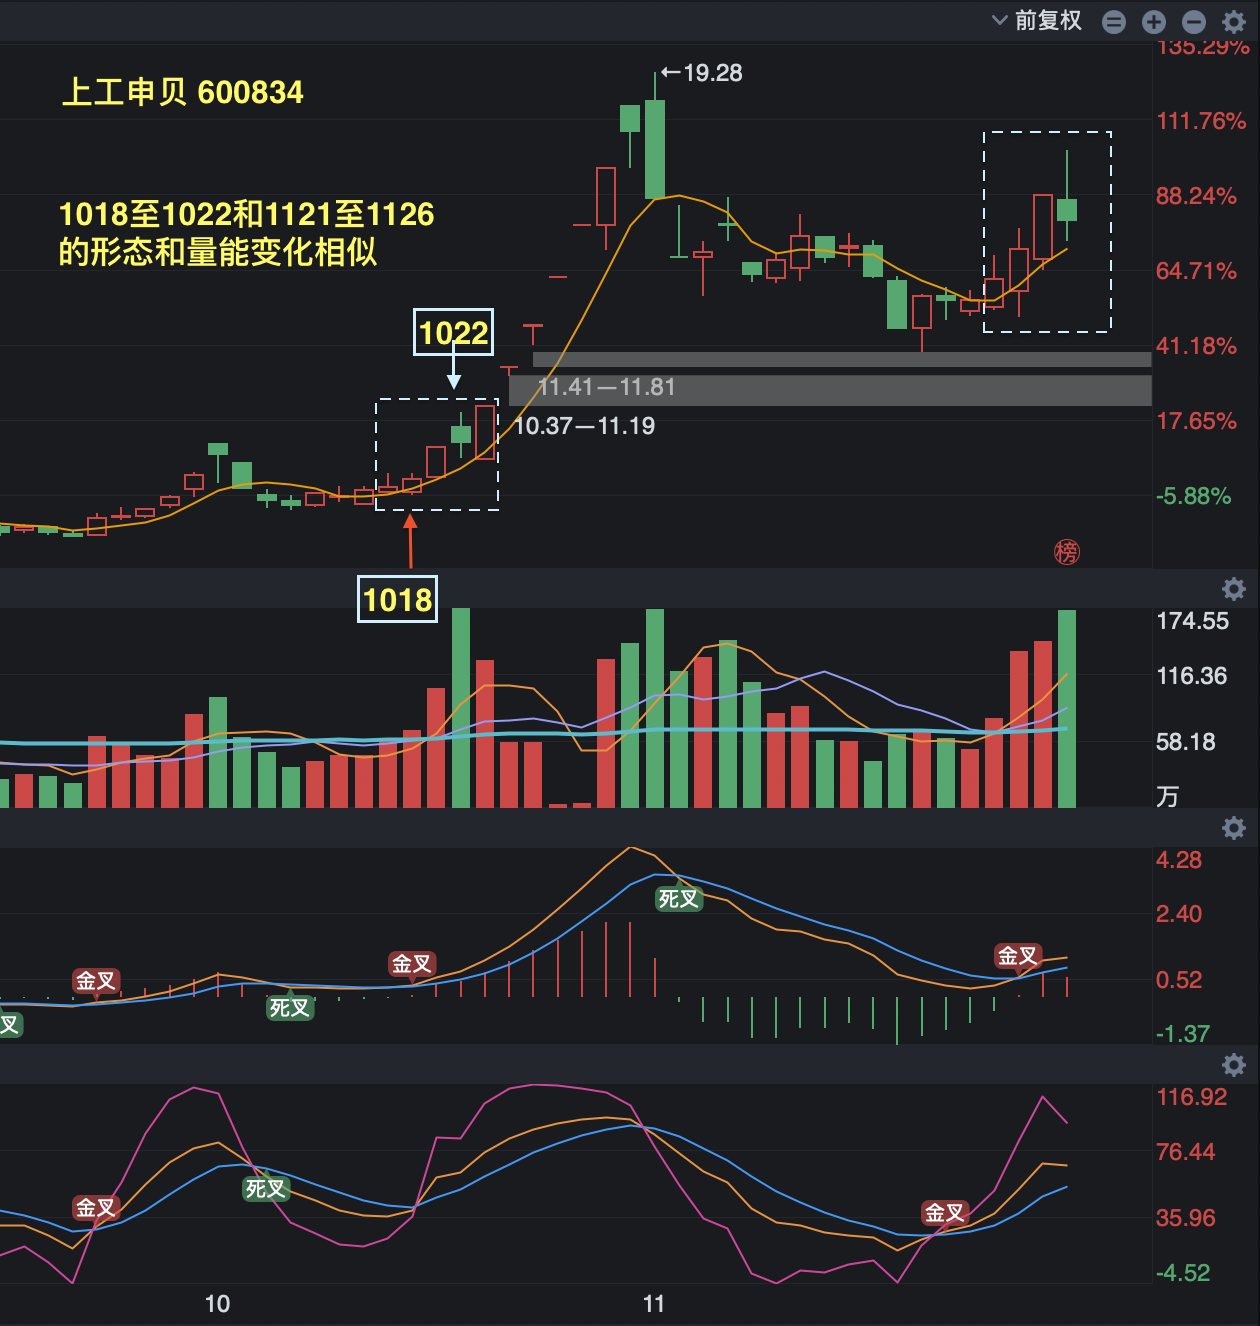 前复权
135.29%
←19.28
上工申贝 600834
111.76%
88.24%
1018至1022和1121至1126
的形态和量能变化相似
64.71%
1022
41.18%
11.41—11.81
10.37—11.19
17.65%
-5.88%
榜
1018
174.55
116.36
58.18
万
4.28
死叉
2.40
金叉
金叉
金叉
0.52
死叉
叉
-1.37
116.92
76.44
死叉
金叉
金叉
35.96
-4.52
10
11